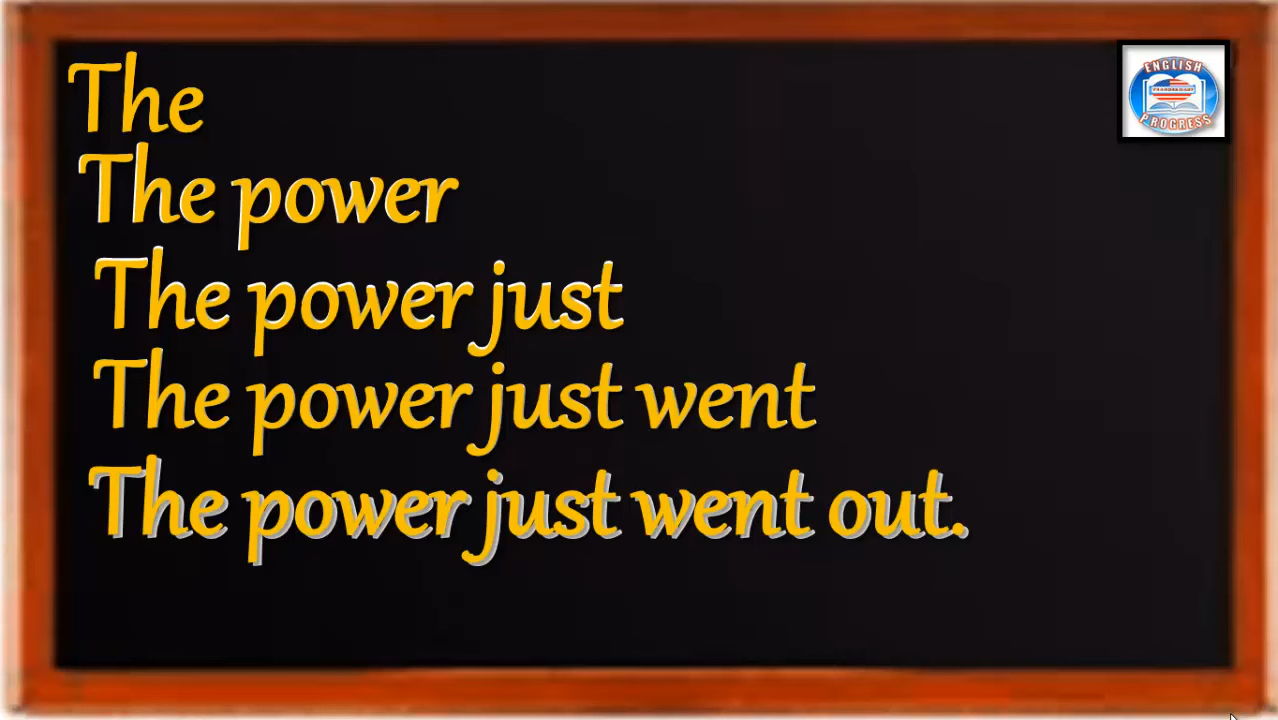 The
The power
The power just
The power just went
The power just went out.
ENGLISH
PROGRESS